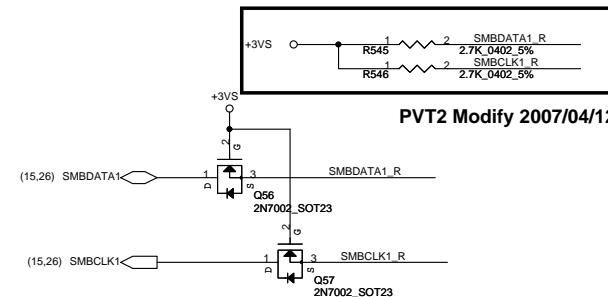 +3VS
1 2 SMBDATA1_R
R545 2.7K_0402_5%
1 2 SMBCLK1_R
R546 2.7K_0402_5%
PVT2 Modify 2007/04/12
+3VS
2 G
(15,26) SMBDATA1 1 3 SMBDATA1_R
D S
Q56
2N7002_SOT23
2 G
(15,26) SMBCLK1 1 3 SMBCLK1_R
D S
Q57
2N7002_SOT23